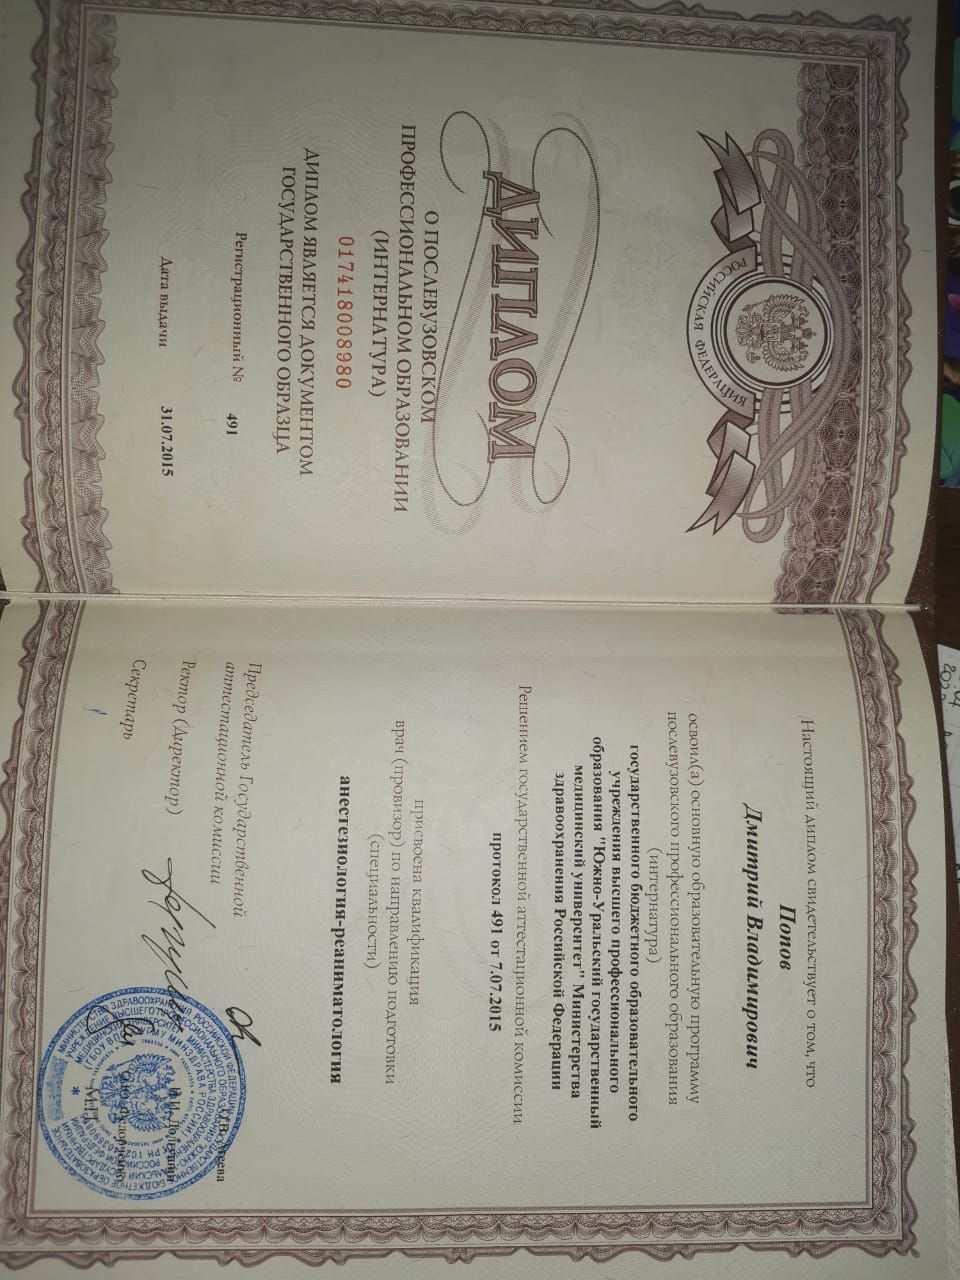 РОССИЙСКАЯ ФЕДЕРАЦИЯ
ДИПЛОМ
О ПОСЛЕВУЗОВСКОМ
ПРОФЕССИОНАЛЬНОМ ОБРАЗОВАНИИ
(ИНТЕРНАТУРА)
017418008980
ДИПЛОМ ЯВЛЯЕТСЯ ДОКУМЕНТОМ
ГОСУДАРСТВЕННОГО ОБРАЗЦА
Регистрационный № 491
Дата выдачи 31.07.2015
Настоящий диплом свидетельствует о том, что
Попов
Дмитрий Владимирович
освоил(а) основную образовательную программу
послевузовского профессионального образования
(интернатура)
государственного бюджетного образовательного
учреждения высшего профессионального
образования "Южно-Уральский государственный
медицинский университет" Министерства
здравоохранения Российской Федерации
Решением государственной аттестационной комиссии
протокол 491 от 7.07.2015
присвоена квалификация
врач (провизор) по направлению подготовки
(специальности)
анестезиология-реаниматология
Председатель Государственной
аттестационной комиссии
Ректор (Директор)
Секретарь
М.П.